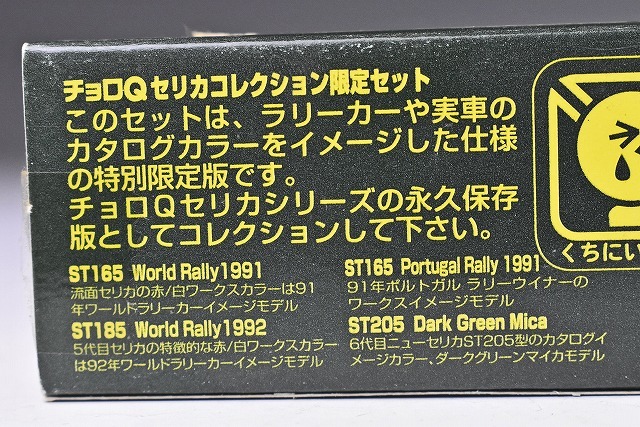 チョロQセリカコレクション限定セット
このセットは、ラリーカーや実車の
カタログカラーをイメージした仕様
の特別限定版です。
チョロQセリカシリーズの永久保存
版としてコレクションして下さい。
ST165 World Rally1991
流面セリカの赤/白ワークスカラーは91
年ワールドラリーカーイメージモデル
ST185 World Rally1992
5代目セリカの特徴的な赤/白ワークスカラー
は92年ワールドラリーカーイメージモデル
ST165 Portugal Rally 1991
91年ポルトガル ラリーウイナーの
ワークスイメージモデル
ST205 Dark Green Mica
6代目ニューセリカST205型のカタログイ
メージカラー、ダークグリーンマイカモデル
くちにい